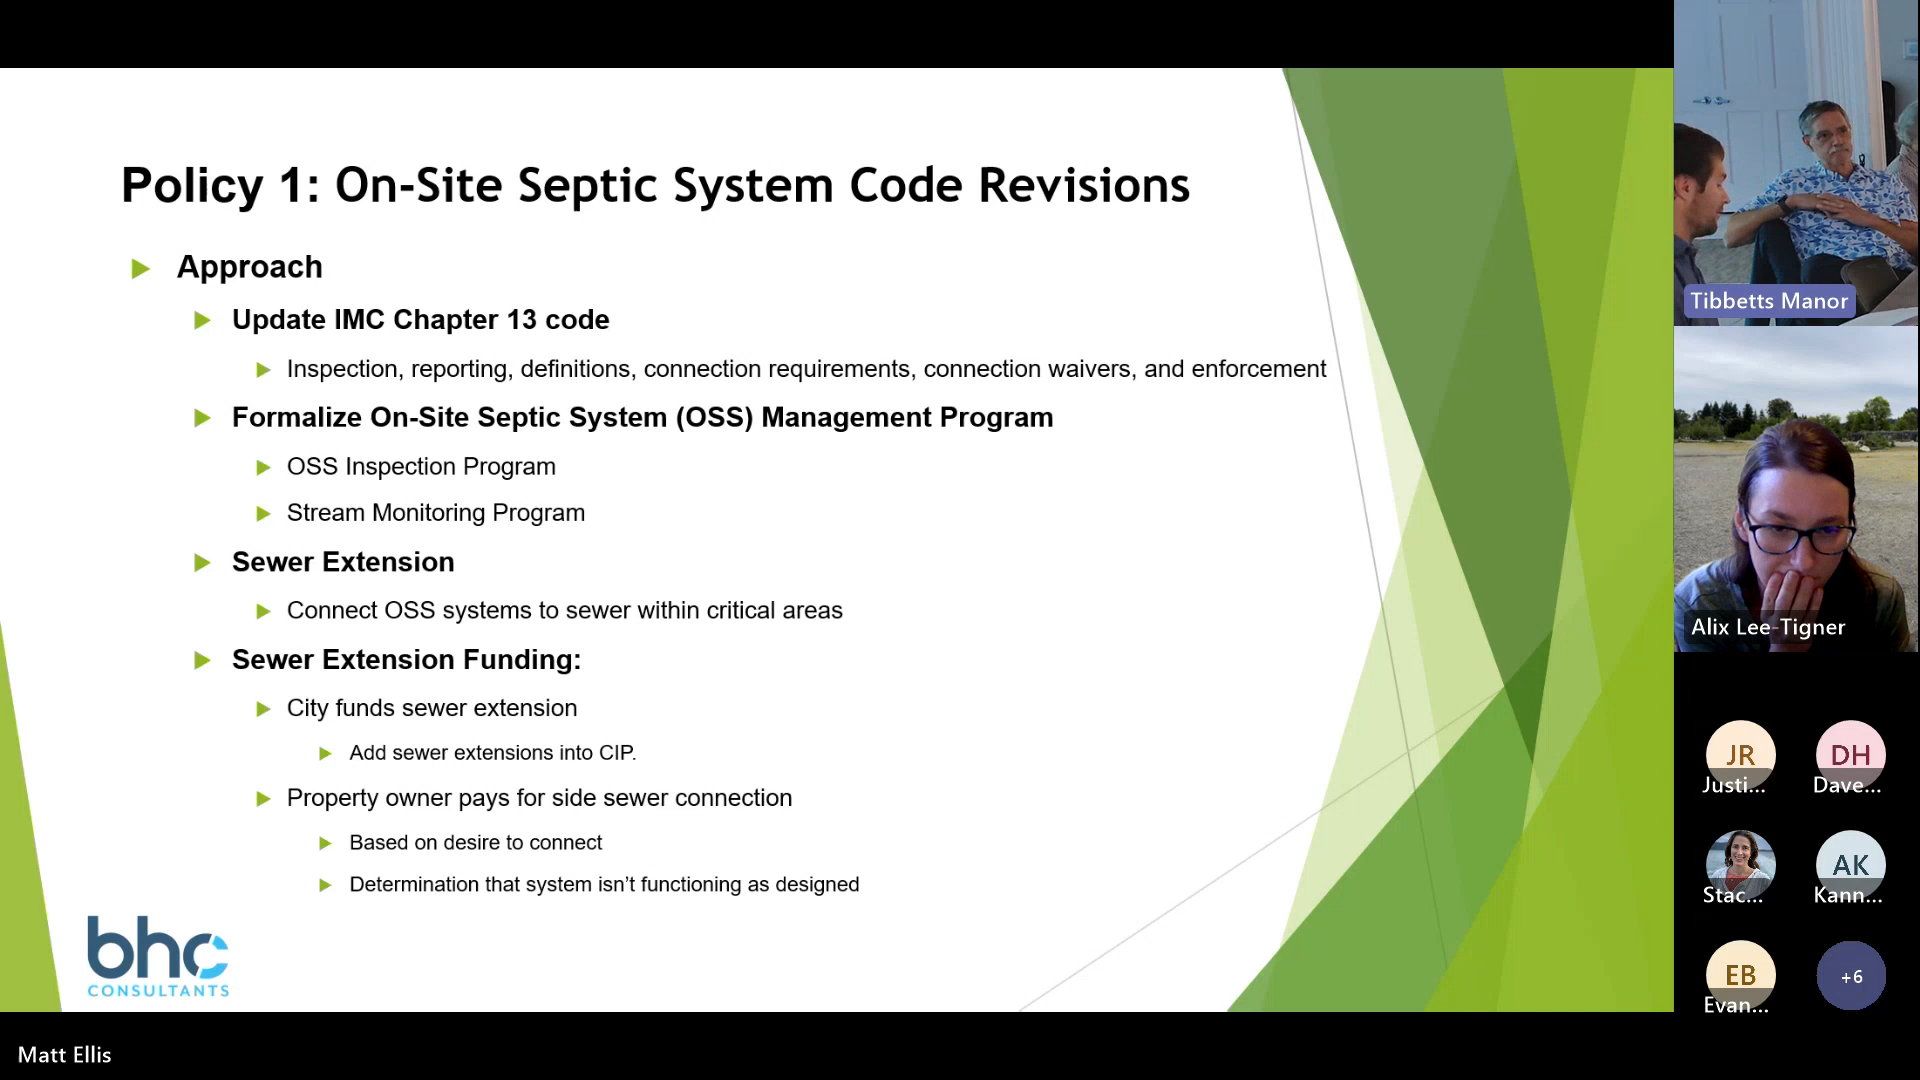 Policy 1: On-Site Septic System Code Revisions
Approach
Update IMC Chapter 13 code
Inspection, reporting, definitions, connection requirements, connection waivers, and enforcement
Formalize On-Site Septic System (OSS) Management Program
OSS Inspection Program
Stream Monitoring Program
Sewer Extension
Connect OSS systems to sewer within critical areas
Sewer Extension Funding:
City funds sewer extension
Add sewer extensions into CIP.
Property owner pays for side sewer connection
Based on desire to connect
Determination that system isn’t functioning as designed
bhc
CONSULTANTS
Matt Ellis
Tibbetts Manor
Alix Lee-Tigner
JR
Justi...
DH
Dave...
Stac...
AK
Kann...
EB
Evan...
+6